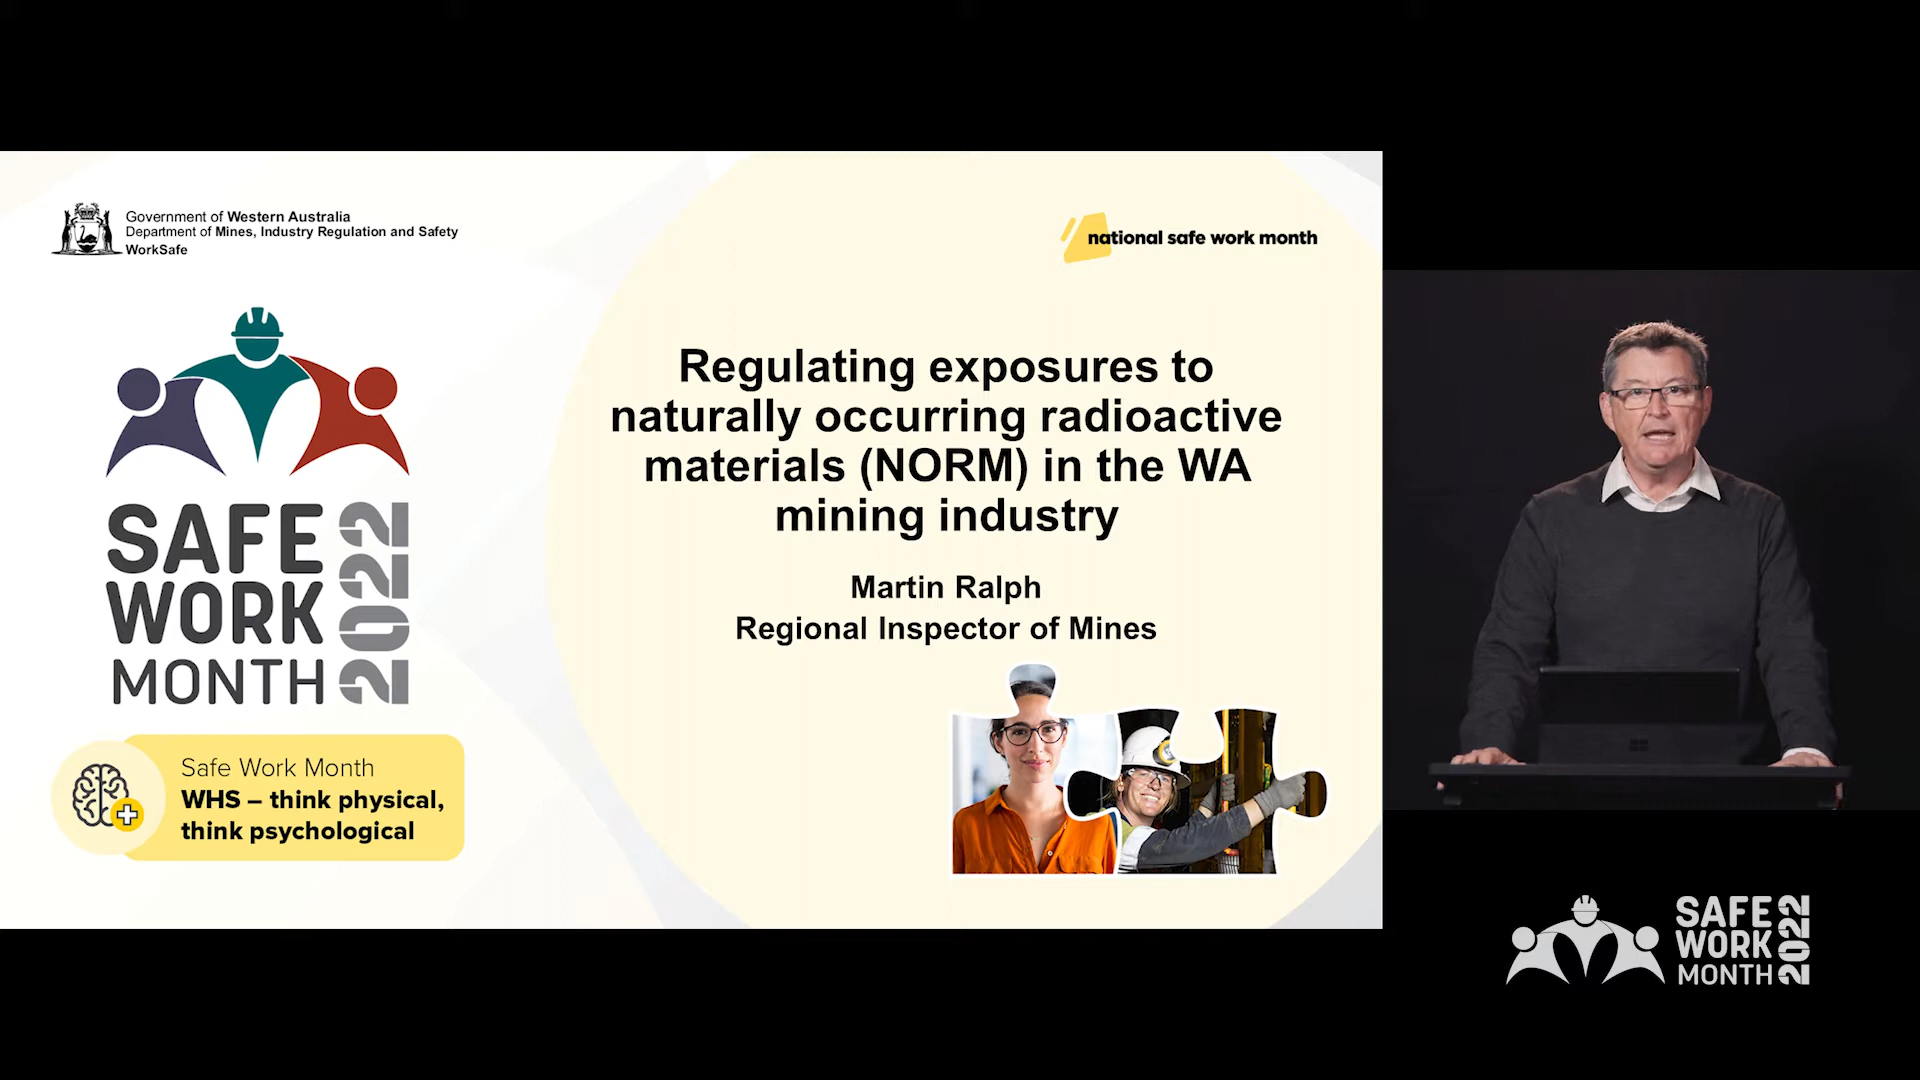 Government of Western Australia
Department of Mines, Industry Regulation and Safety
WorkSafe
national safe work month
SAFE
WORK
MONTH
2022
Regulating exposures to
naturally occurring radioactive
materials (NORM) in the WA
mining industry
Martin Ralph
Regional Inspector of Mines
Safe Work Month
WHS – think physical,
think psychological
SAFE
WORK
MONTH
2022